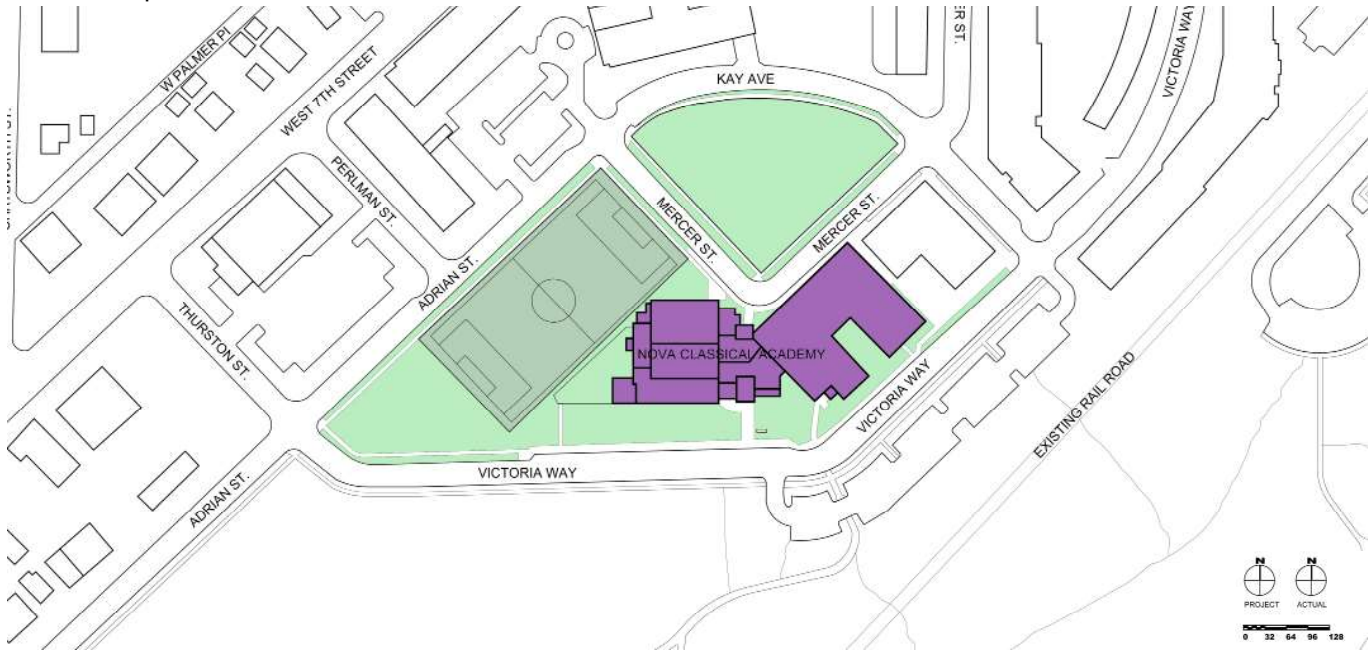 W PALMER Pl
WEST 7TH STREET
KAY AVE
VICTORIA WAY
PERLMAN ST.
MERCER ST.
MERCER ST.
ADRIAN ST.
THURSTON ST.
NOVA CLASSICAL ACADEMY
VICTORIA WAY
EXISTING RAIL ROAD
VICTORIA WAY
ADRIAN ST.
N N
PROJECT ACTUAL
0 32 64 96 128